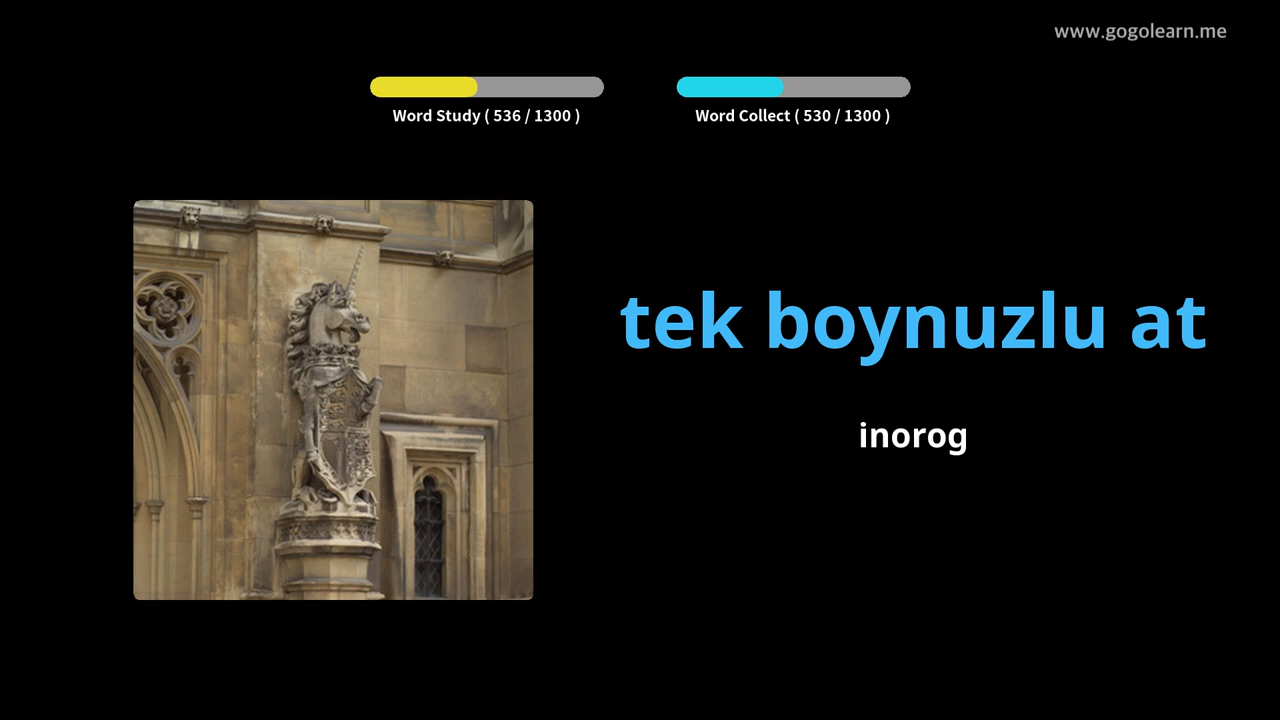 www.gogolearn.me
Word Study ( 536 / 1300 )
Word Collect ( 530 / 1300 )
tek boynuzlu at
inorog